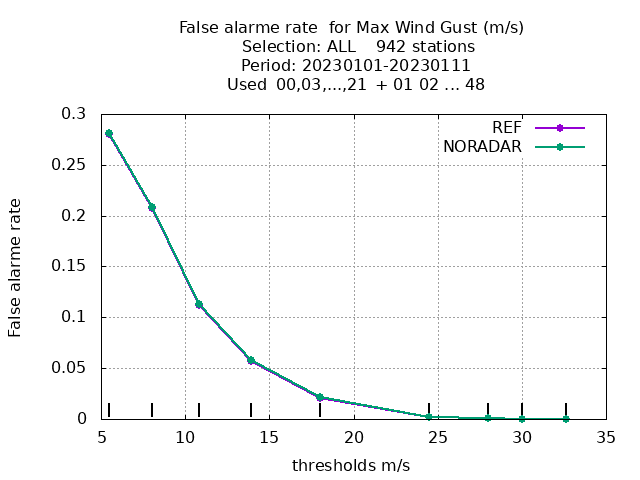 False alarme rate  for Max Wind Gust (m/s)
Selection: ALL    942 stations
Period: 20230101-20230111
Used  00,03,...,21  + 01 02 ... 48
REF
NORADAR
0.3
0.25
0.2
0.15
0.1
0.05
0
False alarme rate
5 10 15 20 25 30 35
thresholds m/s